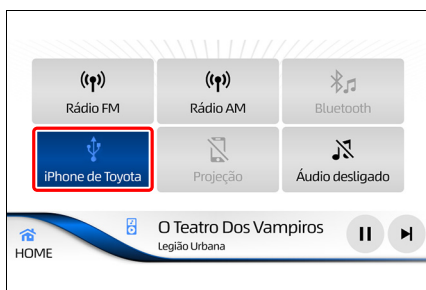 Rádio FM
Rádio AM
Bluetooth
iPhone de Toyota
Projeção
Áudio desligado
HOME
O Teatro Dos Vampiros
Legião Urbana